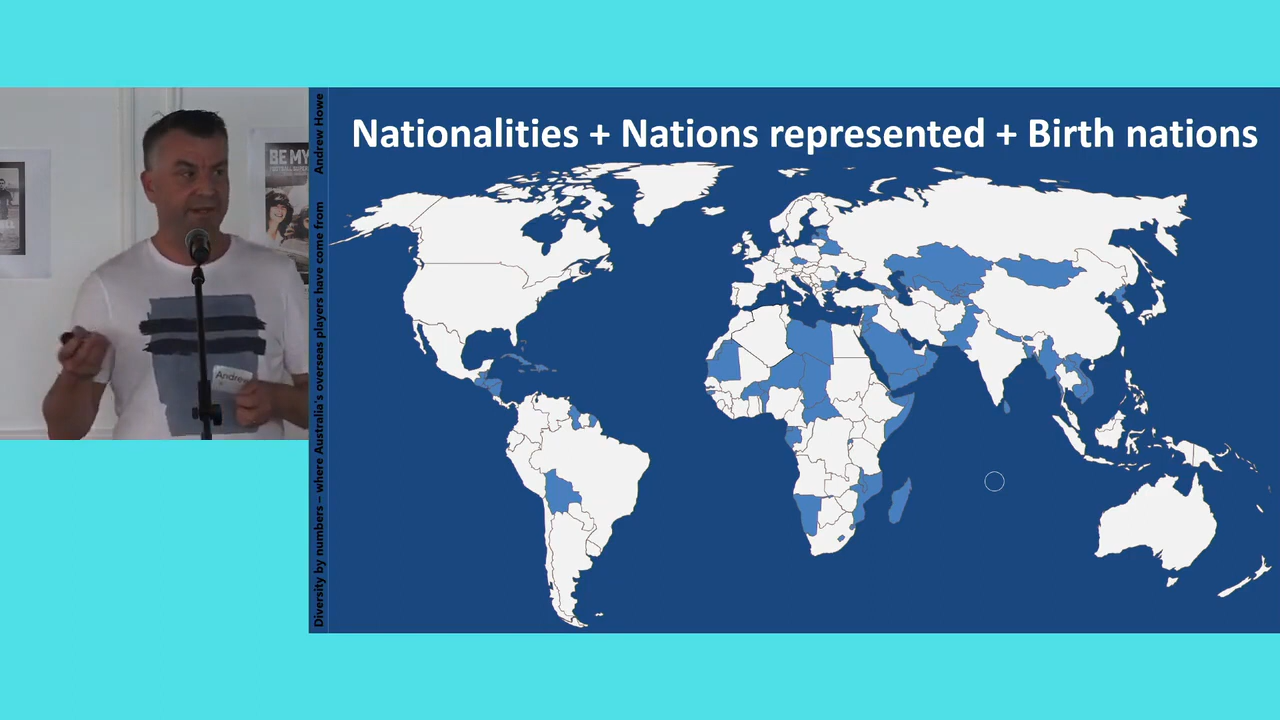 Nationalities + Nations represented + Birth nations
Diversity by numbers – where Australia's overseas players have come from Andrew Howe
BE MY
Andrew